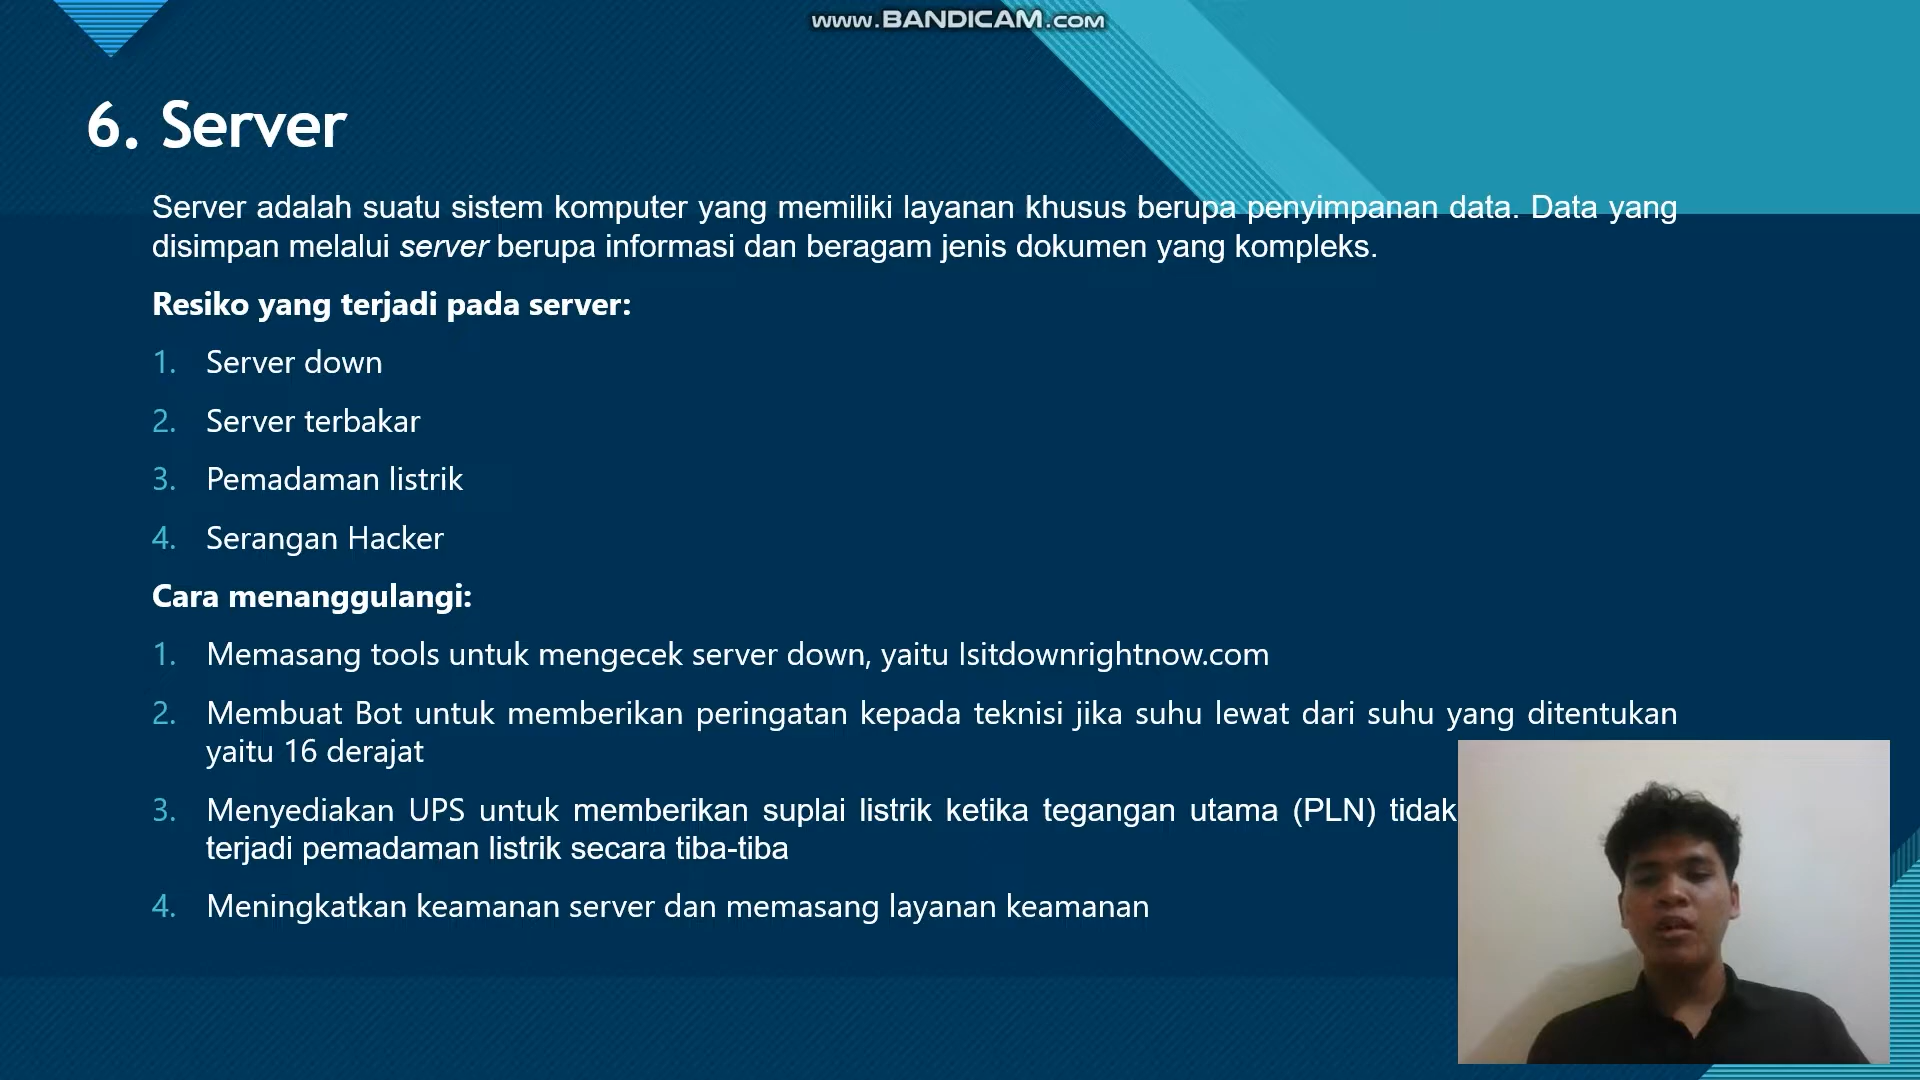 www.BANDICAM.com
6. Server
Server adalah suatu sistem komputer yang memiliki layanan khusus berupa penyimpanan data. Data yang
disimpan melalui server berupa informasi dan beragam jenis dokumen yang kompleks.
Resiko yang terjadi pada server:
1. Server down
2. Server terbakar
3. Pemadaman listrik
4. Serangan Hacker
Cara menanggulangi:
1. Memasang tools untuk mengecek server down, yaitu Isitdownrightnow.com
2. Membuat Bot untuk memberikan peringatan kepada teknisi jika suhu lewat dari suhu yang ditentukan
yaitu 16 derajat
3. Menyediakan UPS untuk memberikan suplai listrik ketika tegangan utama (PLN) tidak
terjadi pemadaman listrik secara tiba-tiba
4. Meningkatkan keamanan server dan memasang layanan keamanan